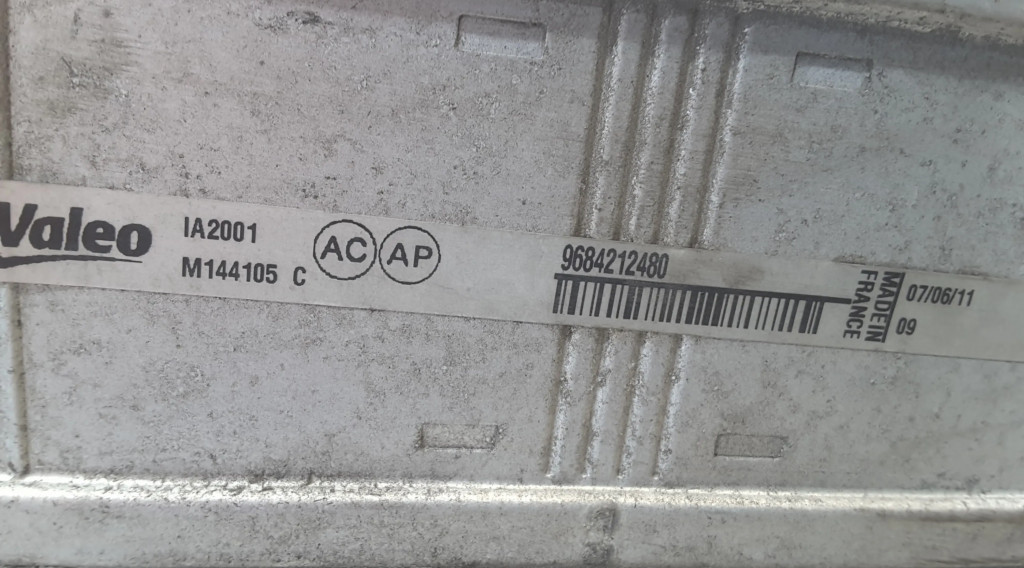 Valeo
IA2001
M144105 C
AC AP
9684212480
MADE IN
FRANCE
07/06/11
09